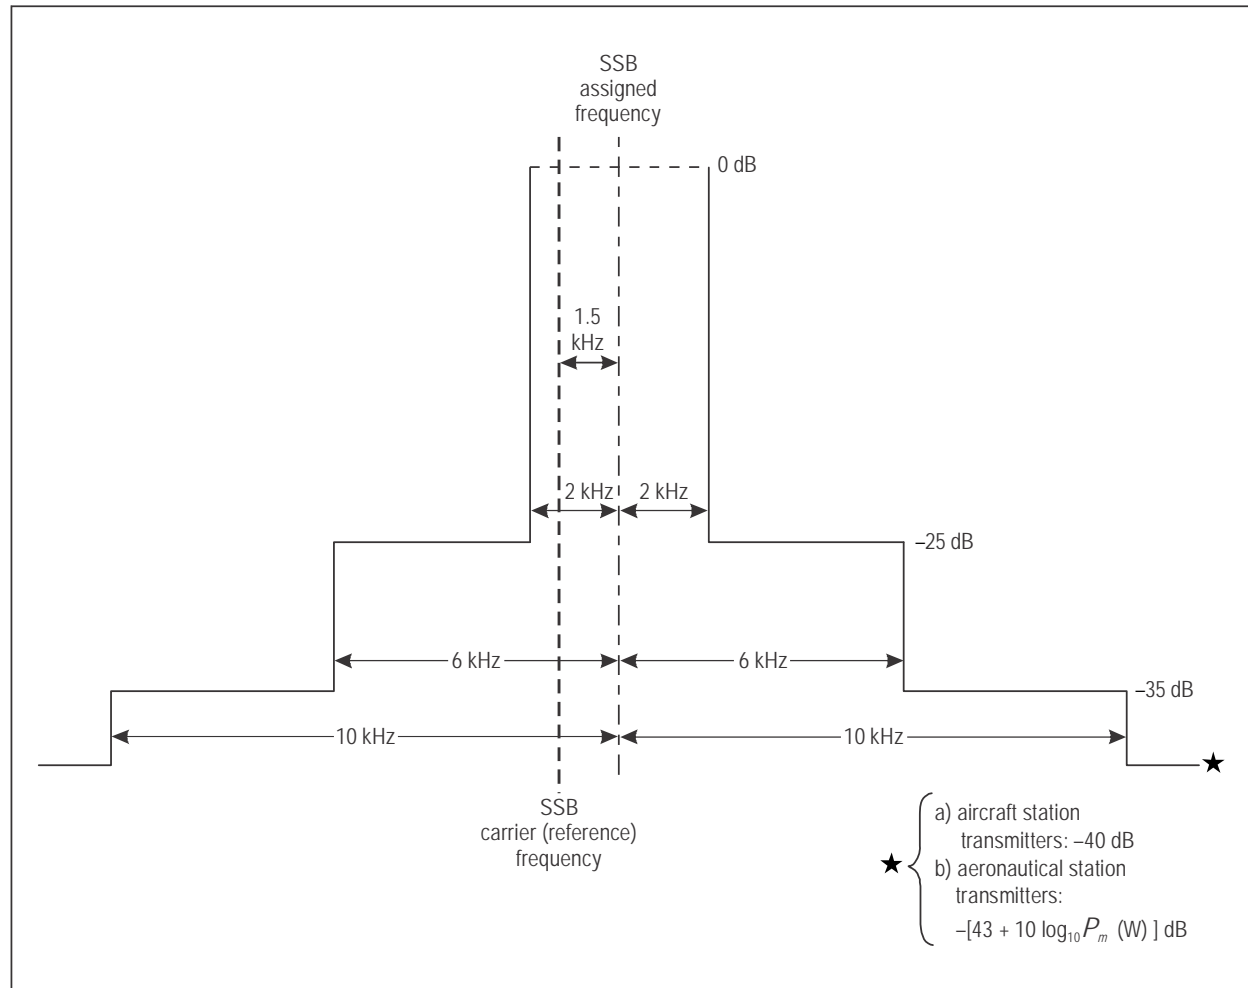 SSB
assigned
frequency
0 dB
1.5
kHz
2 kHz
2 kHz
–25 dB
6 kHz
6 kHz
–35 dB
10 kHz
10 kHz
SSB
carrier (reference)
frequency
a) aircraft station
transmitters: –40 dB
b) aeronautical station
transmitters:
–[43 + 10 log₁₀Pₘ (W) ] dB